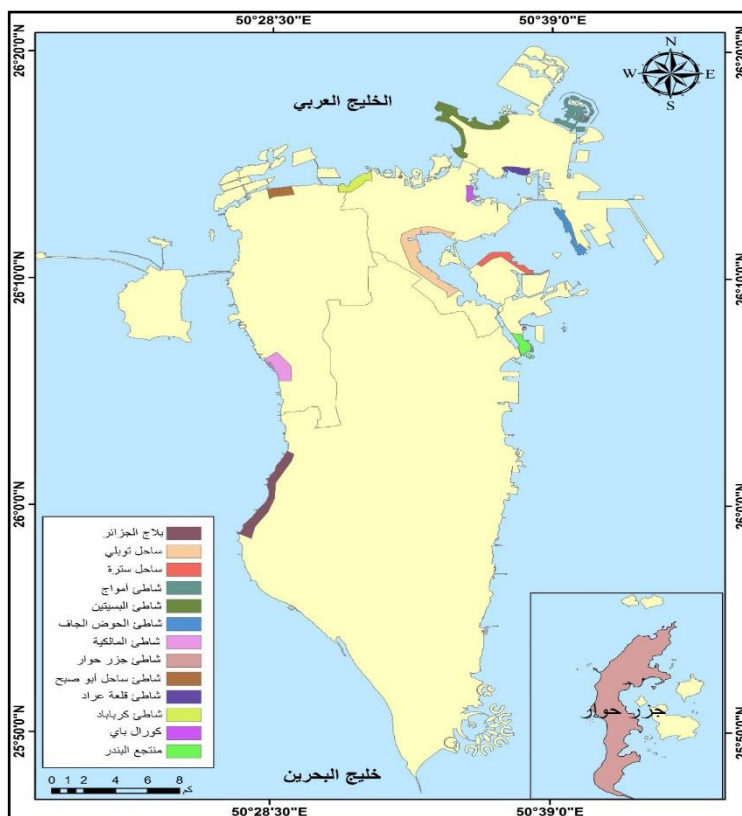 50°28'30"E 50°39'0"E
26°20'0"N 26°20'0"N
N
W E
S
الخليج العربي
26°10'0"N 26°10'0"N
26°0'0"N 26°0'0"N
بلاج الجزائر
ساحل توبلي
ساحل سترة
شاطئ أمواج
شاطئ البسيتين
شاطئ الحوض الجاف
شاطئ المالكية
شاطئ جزر حوار
شاطئ ساحل أبو صبح
شاطئ قلعة عراد
شاطئ كرباباد
كورال باي
منتجع البندر
0 1 2 4 6 8 كم
جزر حوار
25°50'0"N 25°50'0"N
خليج البحرين
50°28'30"E 50°39'0"E